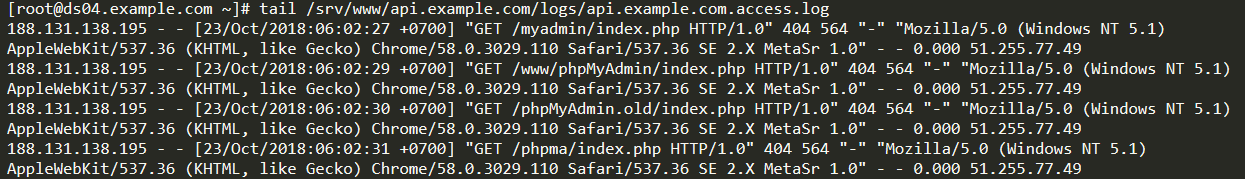 [root@ds04.example.com ~]# tail /srv/www/api.example.com/logs/api.example.com.access.log
188.131.138.195 - - [23/Oct/2018:06:02:27 +0700] "GET /myadmin/index.php HTTP/1.0" 404 564 "-" "Mozilla/5.0 (Windows NT 5.1)
AppleWebKit/537.36 (KHTML, like Gecko) Chrome/58.0.3029.110 Safari/537.36 SE 2.X MetaSr 1.0" - - 0.000 51.255.77.49
188.131.138.195 - - [23/Oct/2018:06:02:29 +0700] "GET /www/phpMyAdmin/index.php HTTP/1.0" 404 564 "-" "Mozilla/5.0 (Windows NT 5.1)
AppleWebKit/537.36 (KHTML, like Gecko) Chrome/58.0.3029.110 Safari/537.36 SE 2.X MetaSr 1.0" - - 0.000 51.255.77.49
188.131.138.195 - - [23/Oct/2018:06:02:30 +0700] "GET /phpMyAdmin.old/index.php HTTP/1.0" 404 564 "-" "Mozilla/5.0 (Windows NT 5.1)
AppleWebKit/537.36 (KHTML, like Gecko) Chrome/58.0.3029.110 Safari/537.36 SE 2.X MetaSr 1.0" - - 0.000 51.255.77.49
188.131.138.195 - - [23/Oct/2018:06:02:31 +0700] "GET /phpma/index.php HTTP/1.0" 404 564 "-" "Mozilla/5.0 (Windows NT 5.1)
AppleWebKit/537.36 (KHTML, like Gecko) Chrome/58.0.3029.110 Safari/537.36 SE 2.X MetaSr 1.0" - - 0.000 51.255.77.49